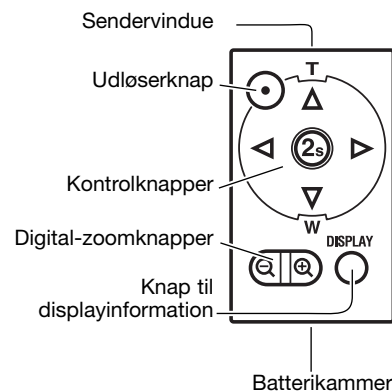 Sendervindue
T
Udløserknap
2s
Kontrolknapper
W
Digital-zoomknapper
DISPLAY
Knap til
displayinformation
Batterikammer